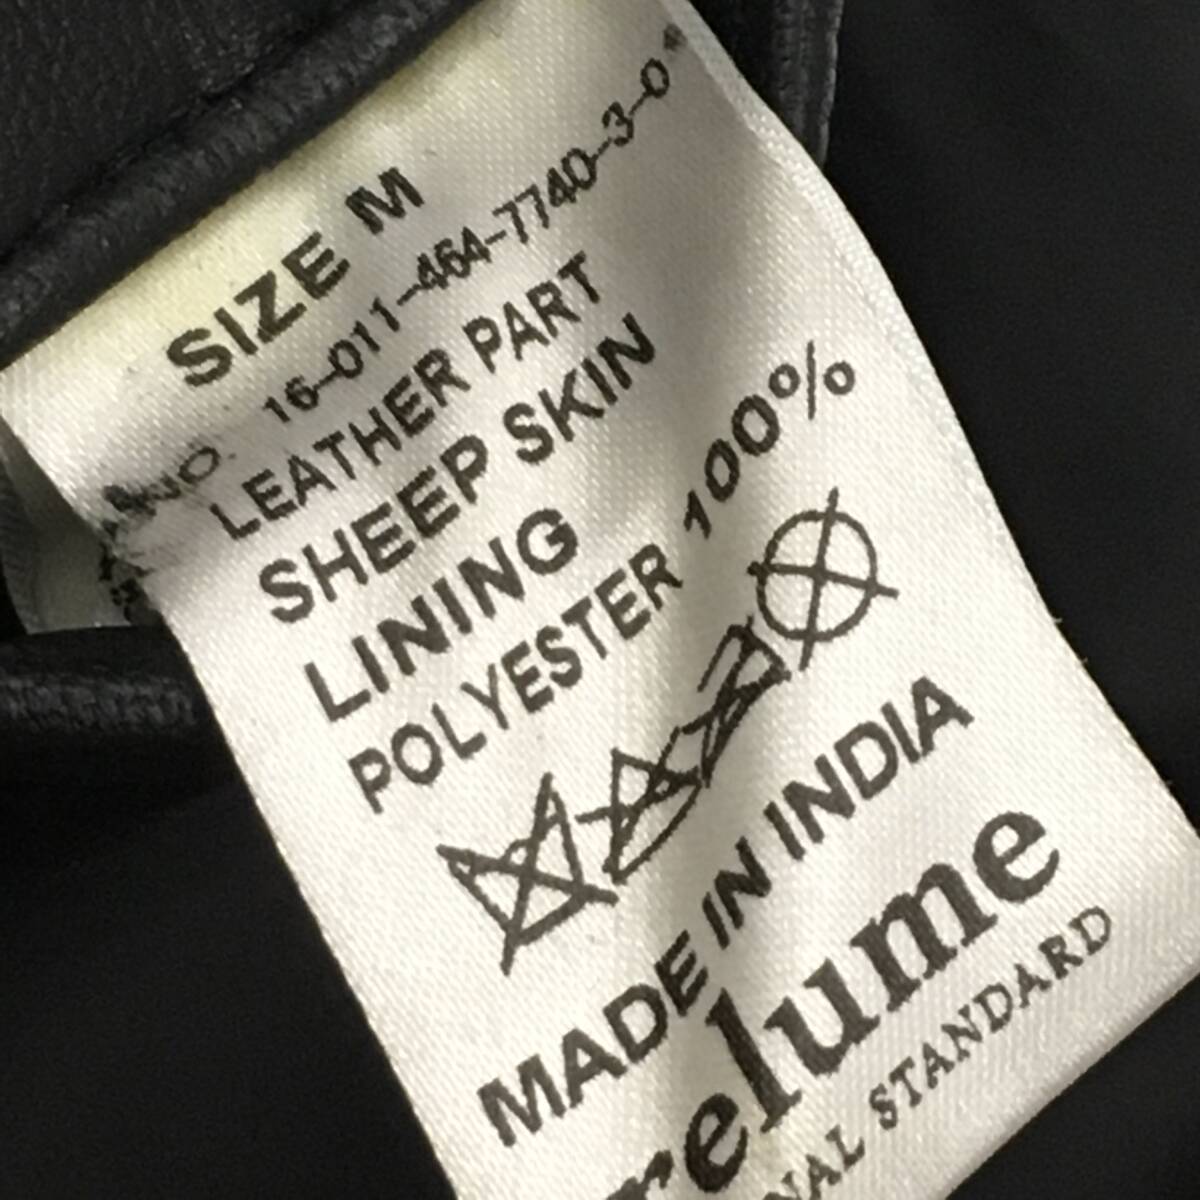 SIZE M
NO. 16-011-464-7740-3-0
LEATHER PART
SHEEP SKIN
LINING
POLYESTER 100%
MADE IN INDIA
relume
STANDARD